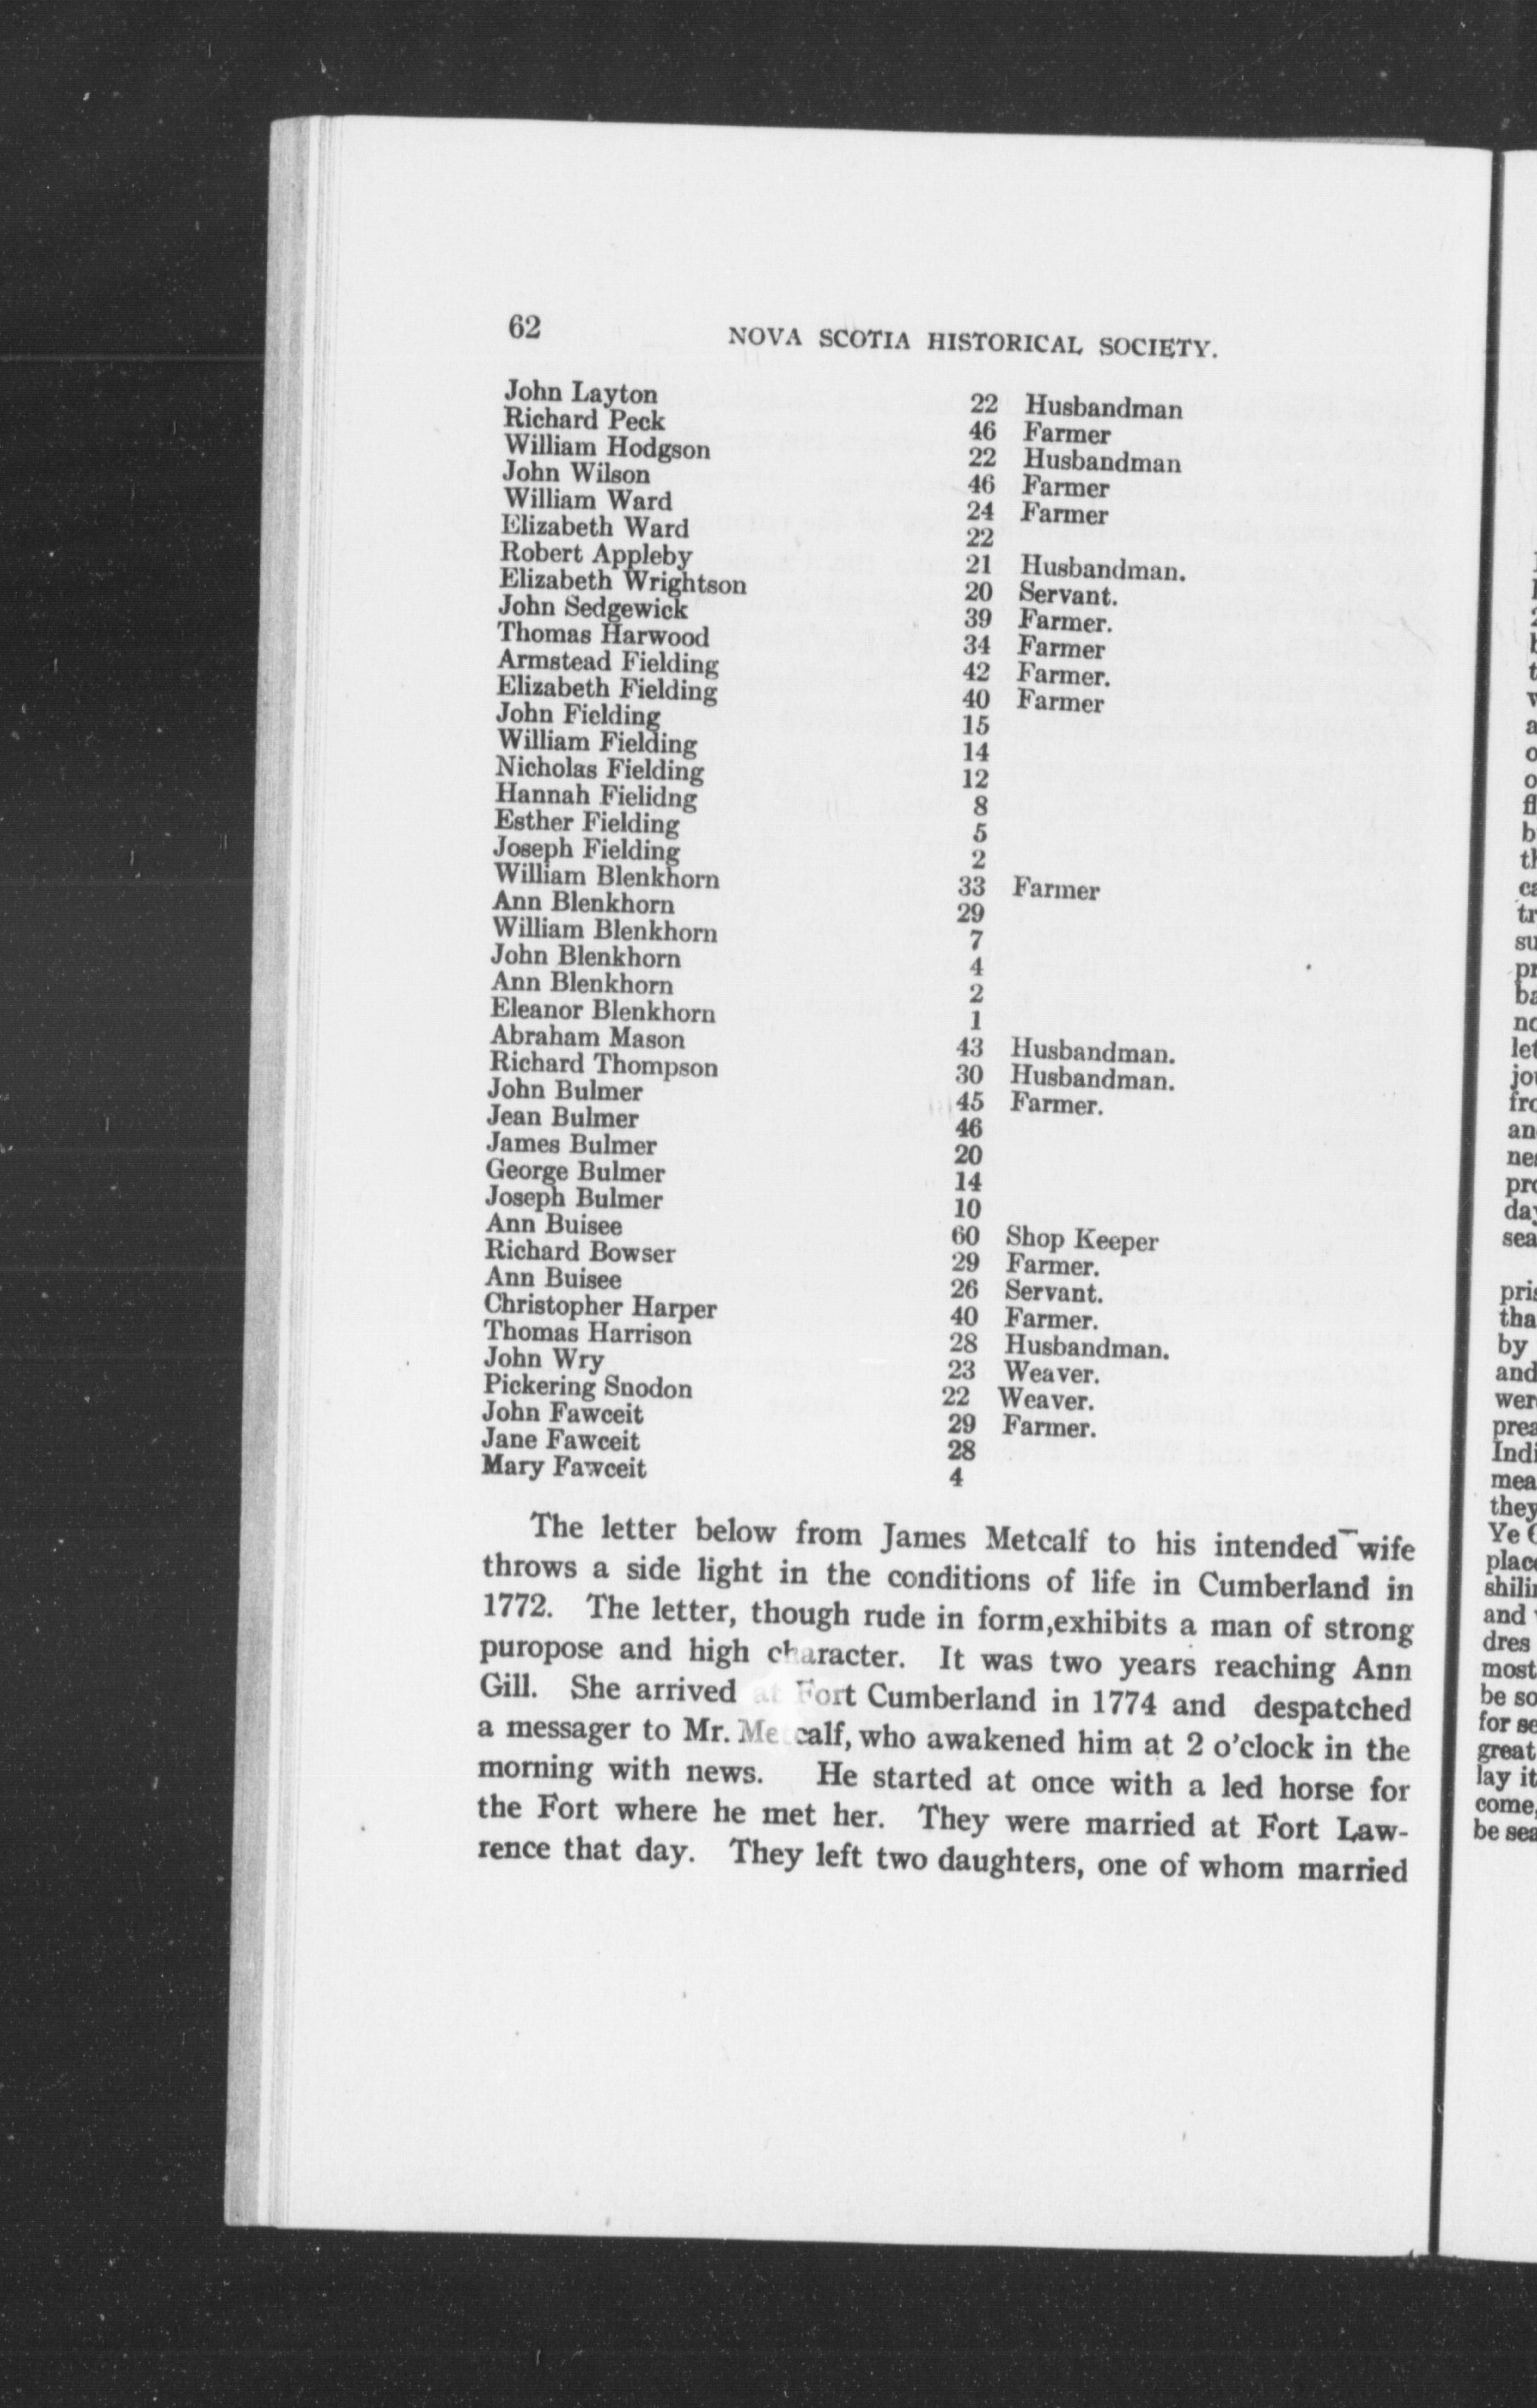 62 NOVA SCOTIA HISTORICAL SOCIETY.
John Layton 22 Husbandman
Richard Peck 46 Farmer
William Hodgson 22 Husbandman
John Wilson 46 Farmer
William Ward 24 Farmer
Elizabeth Ward 22
Robert Appleby 21 Husbandman.
Elizabeth Wrightson 20 Servant.
John Sedgewick 39 Farmer.
Thomas Harwood 34 Farmer
Armstead Fielding 42 Farmer.
Elizabeth Fielding 40 Farmer
John Fielding 15
William Fielding 14
Nicholas Fielding 12
Hannah Fielidng 8
Esther Fielding 5
Joseph Fielding 2
William Blenkhorn 33 Farmer
Ann Blenkhorn 29
William Blenkhorn 7
John Blenkhorn 4
Ann Blenkhorn 2
Eleanor Blenkhorn 1
Abraham Mason 43 Husbandman.
Richard Thompson 30 Husbandman.
John Bulmer 45 Farmer.
Jean Bulmer 46
James Bulmer 20
George Bulmer 14
Joseph Bulmer 10
Ann Buisee 60 Shop Keeper
Richard Bowser 29 Farmer.
Ann Buisee 26 Servant.
Christopher Harper 40 Farmer.
Thomas Harrison 28 Husbandman.
John Wry 23 Weaver.
Pickering Snodon 22 Weaver.
John Fawceit 29 Farmer.
Jane Fawceit 28
Mary Fawceit 4
The letter below from James Metcalf to his intended wife
throws a side light in the conditions of life in Cumberland in
1772. The letter, though rude in form,exhibits a man of strong
puropose and high character. It was two years reaching Ann
Gill. She arrived at Fort Cumberland in 1774 and despatched
a messager to Mr. Metcalf, who awakened him at 2 o'clock in the
morning with news. He started at once with a led horse for
the Fort where he met her. They were married at Fort Law-
rence that day. They left two daughters, one of whom married